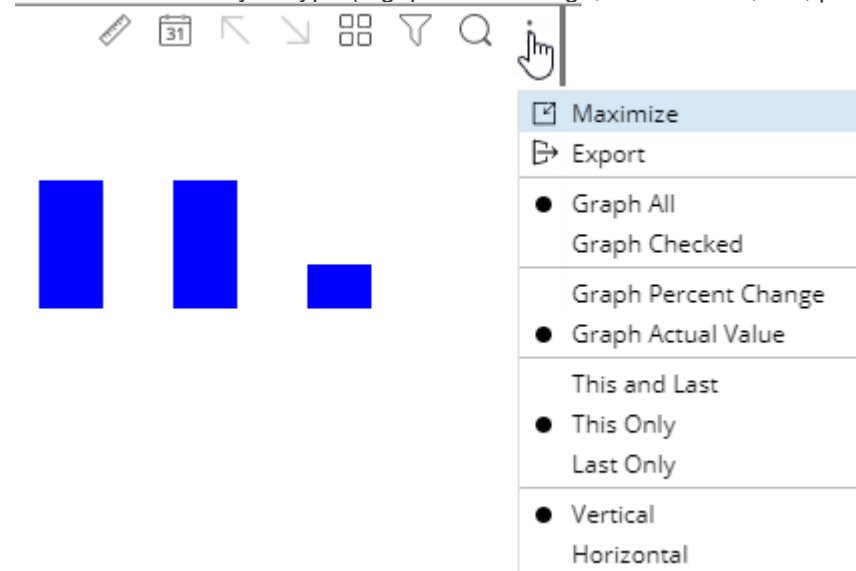 31
Maximize
Export
Graph All
Graph Checked
Graph Percent Change
Graph Actual Value
This and Last
This Only
Last Only
Vertical
Horizontal